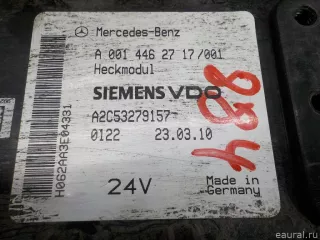 Mercedes-Benz
A 001 446 27 17/001
Heckmodul
SIEMENS VDO
A2C53279157
0122 23.03.10
24V
H062AA3E04331
Made in
eaural.ru